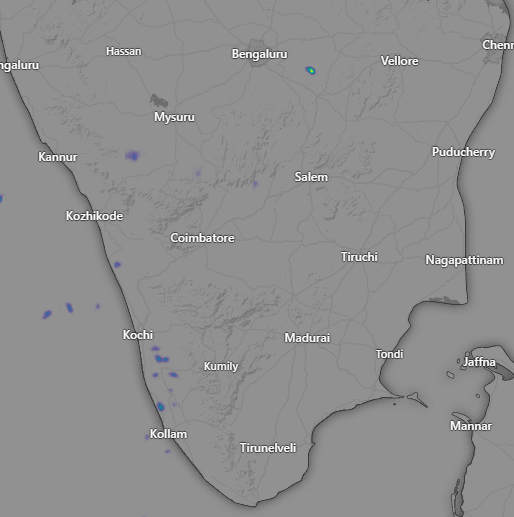 Hassan
Bengaluru
Chenn
ngaluru
Vellore
Mysuru
Kannur
Puducherry
Salem
Kozhikode
Coimbatore
Tiruchi
Nagapattinam
Kochi
Madurai
Tondi
Jaffna
Kumily
Mannar
Kollam
Tirunelveli